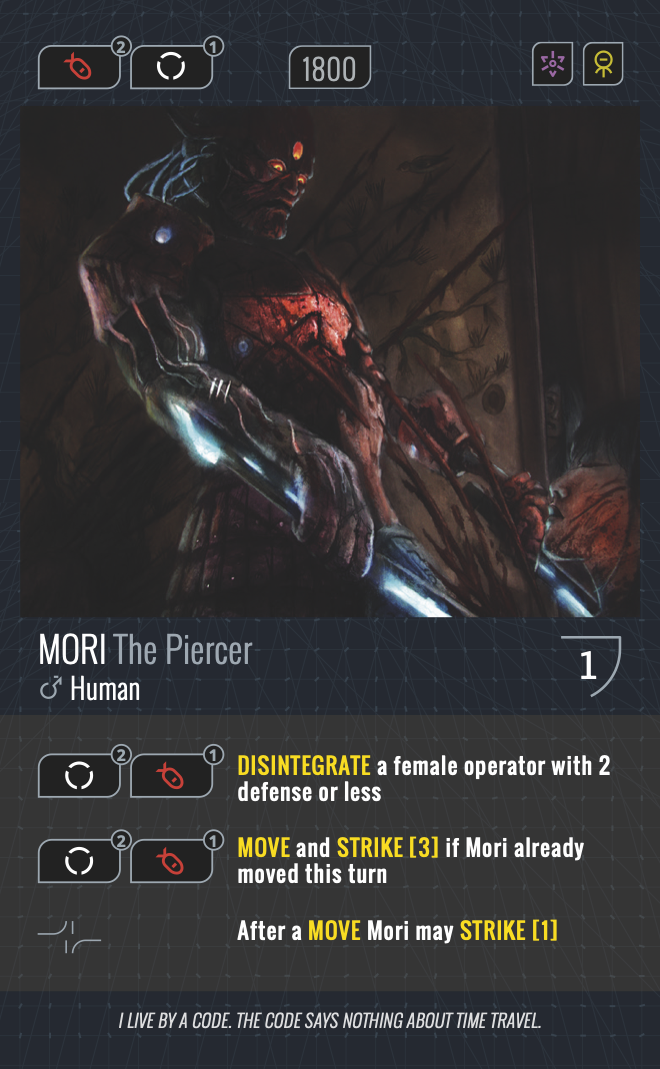 2 1 1800
MORI The Piercer
♂ Human
1
2 1 DISINTEGRATE a female operator with 2
defense or less
2 1 MOVE and STRIKE [3] if Mori already
moved this turn
After a MOVE Mori may STRIKE [1]
I LIVE BY A CODE. THE CODE SAYS NOTHING ABOUT TIME TRAVEL.